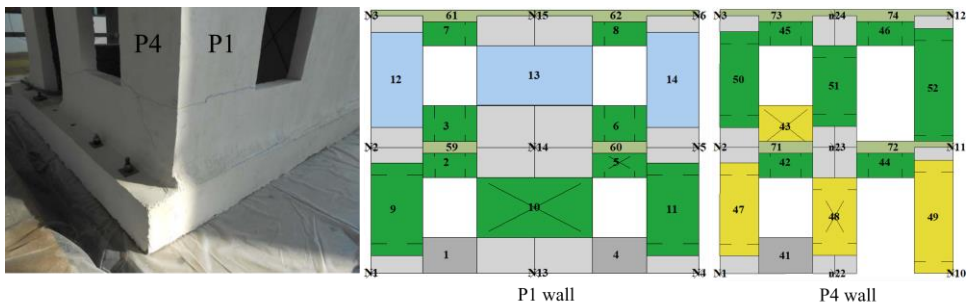 P4 P1
N3 61 N15 62 N6
7 8
12 13 14
3 6
N2 59 N14 60 N5
2 5
9 10 11
1 4
N1 N13 N4
P1 wall
N3 73 n24 74 N12
45 46
50 51 52
43
N2 71 n23 72 N11
42 44
47 48 49
41
N1 n22 N10
P4 wall